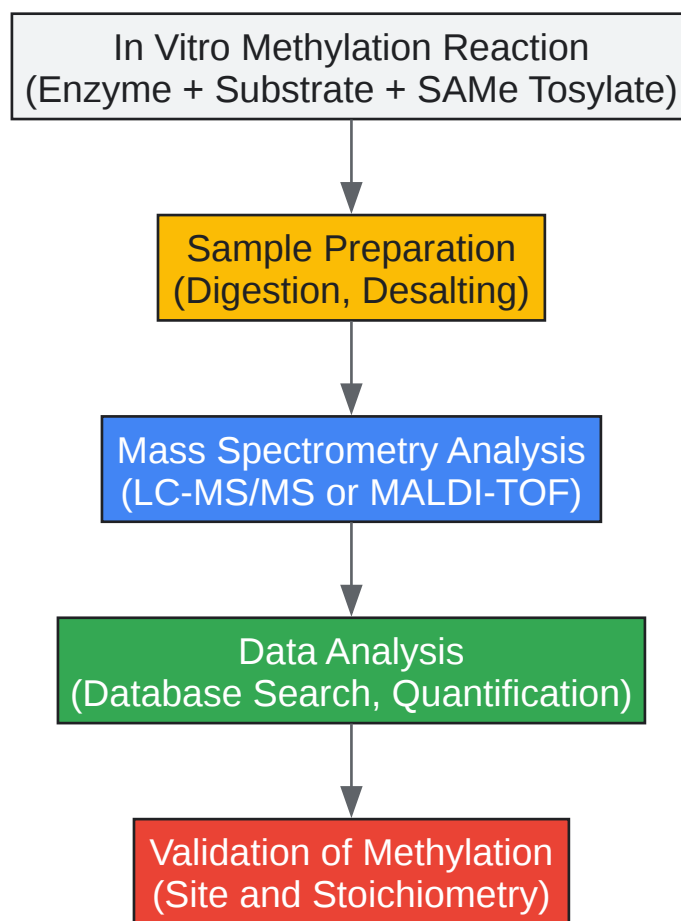 In Vitro Methylation Reaction
(Enzyme + Substrate + SAMe Tosylate)
Sample Preparation
(Digestion, Desalting)
Mass Spectrometry Analysis
(LC-MS/MS or MALDI-TOF)
Data Analysis
(Database Search, Quantification)
Validation of Methylation
(Site and Stoichiometry)